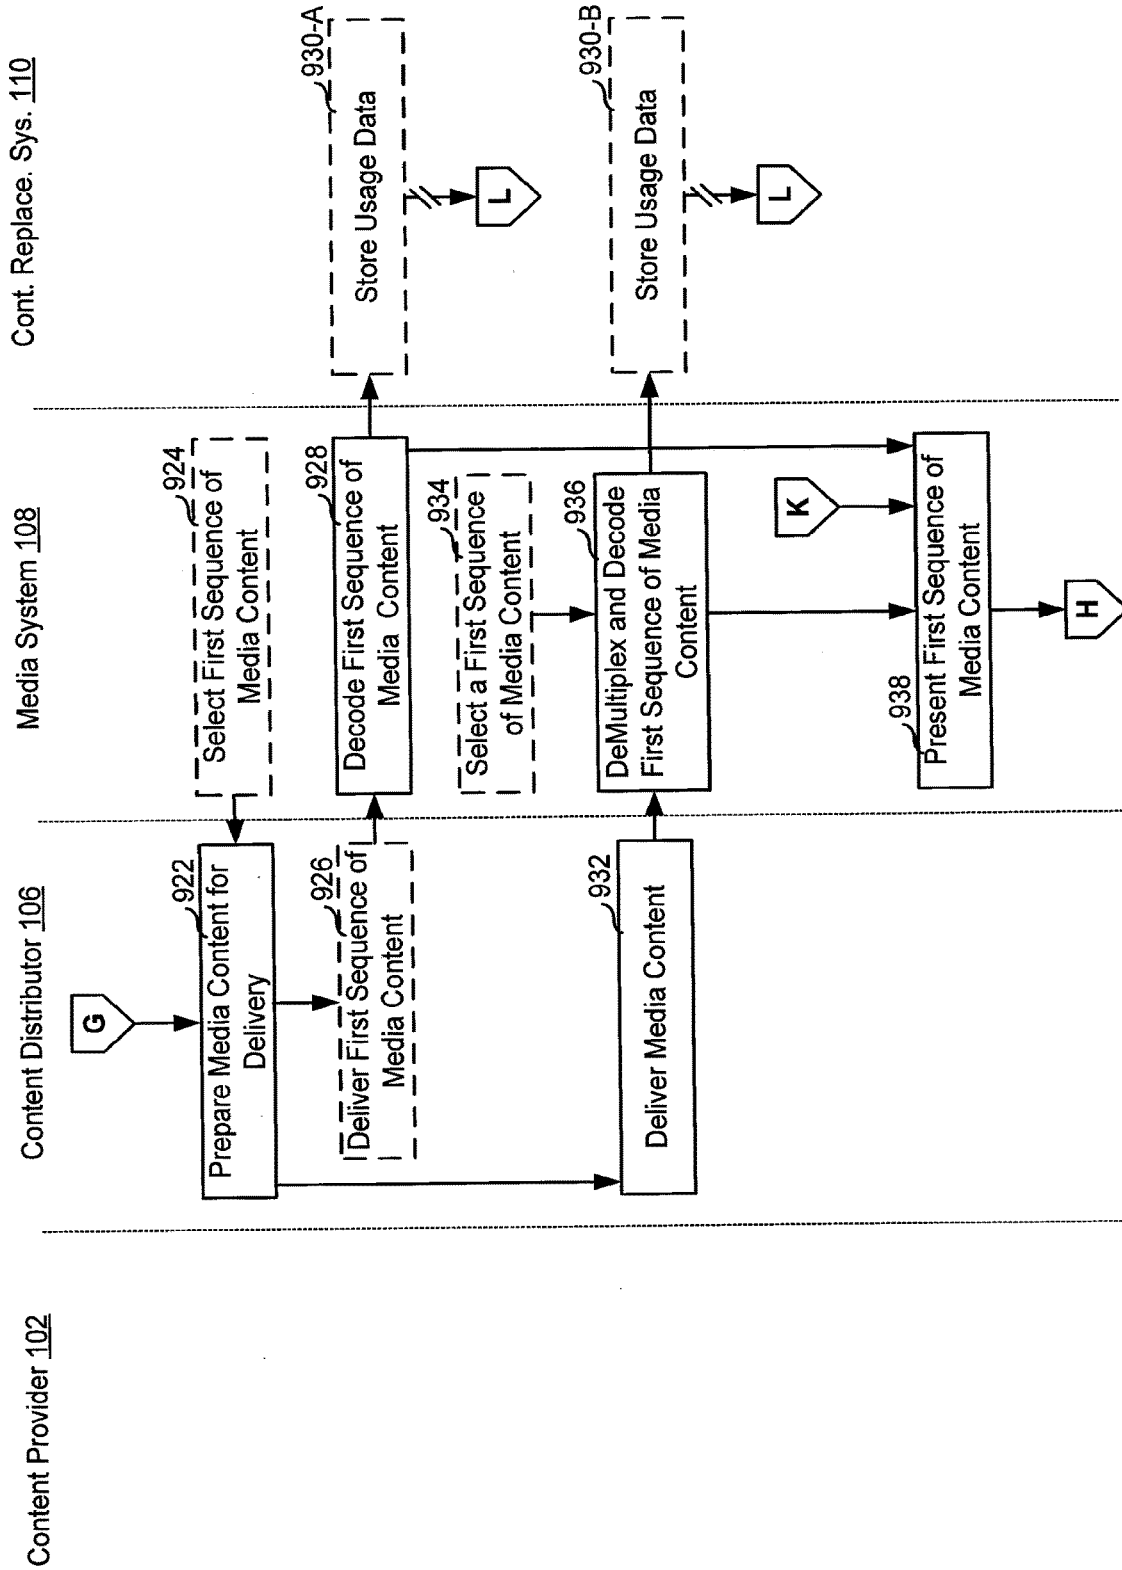 Content Provider 102
Content Distributor 106
Media System 108
Cont. Replace. Sys. 110
G
922
Prepare Media Content for
Delivery
924
Select First Sequence of
Media Content
926
Deliver First Sequence of
Media Content
928
Decode First Sequence of
Media Content
930-A
Store Usage Data
L
934
Select a First Sequence
of Media Content
932
Deliver Media Content
936
DeMultiplex and Decode
First Sequence of Media
Content
930-B
Store Usage Data
L
K
938
Present First Sequence of
Media Content
H